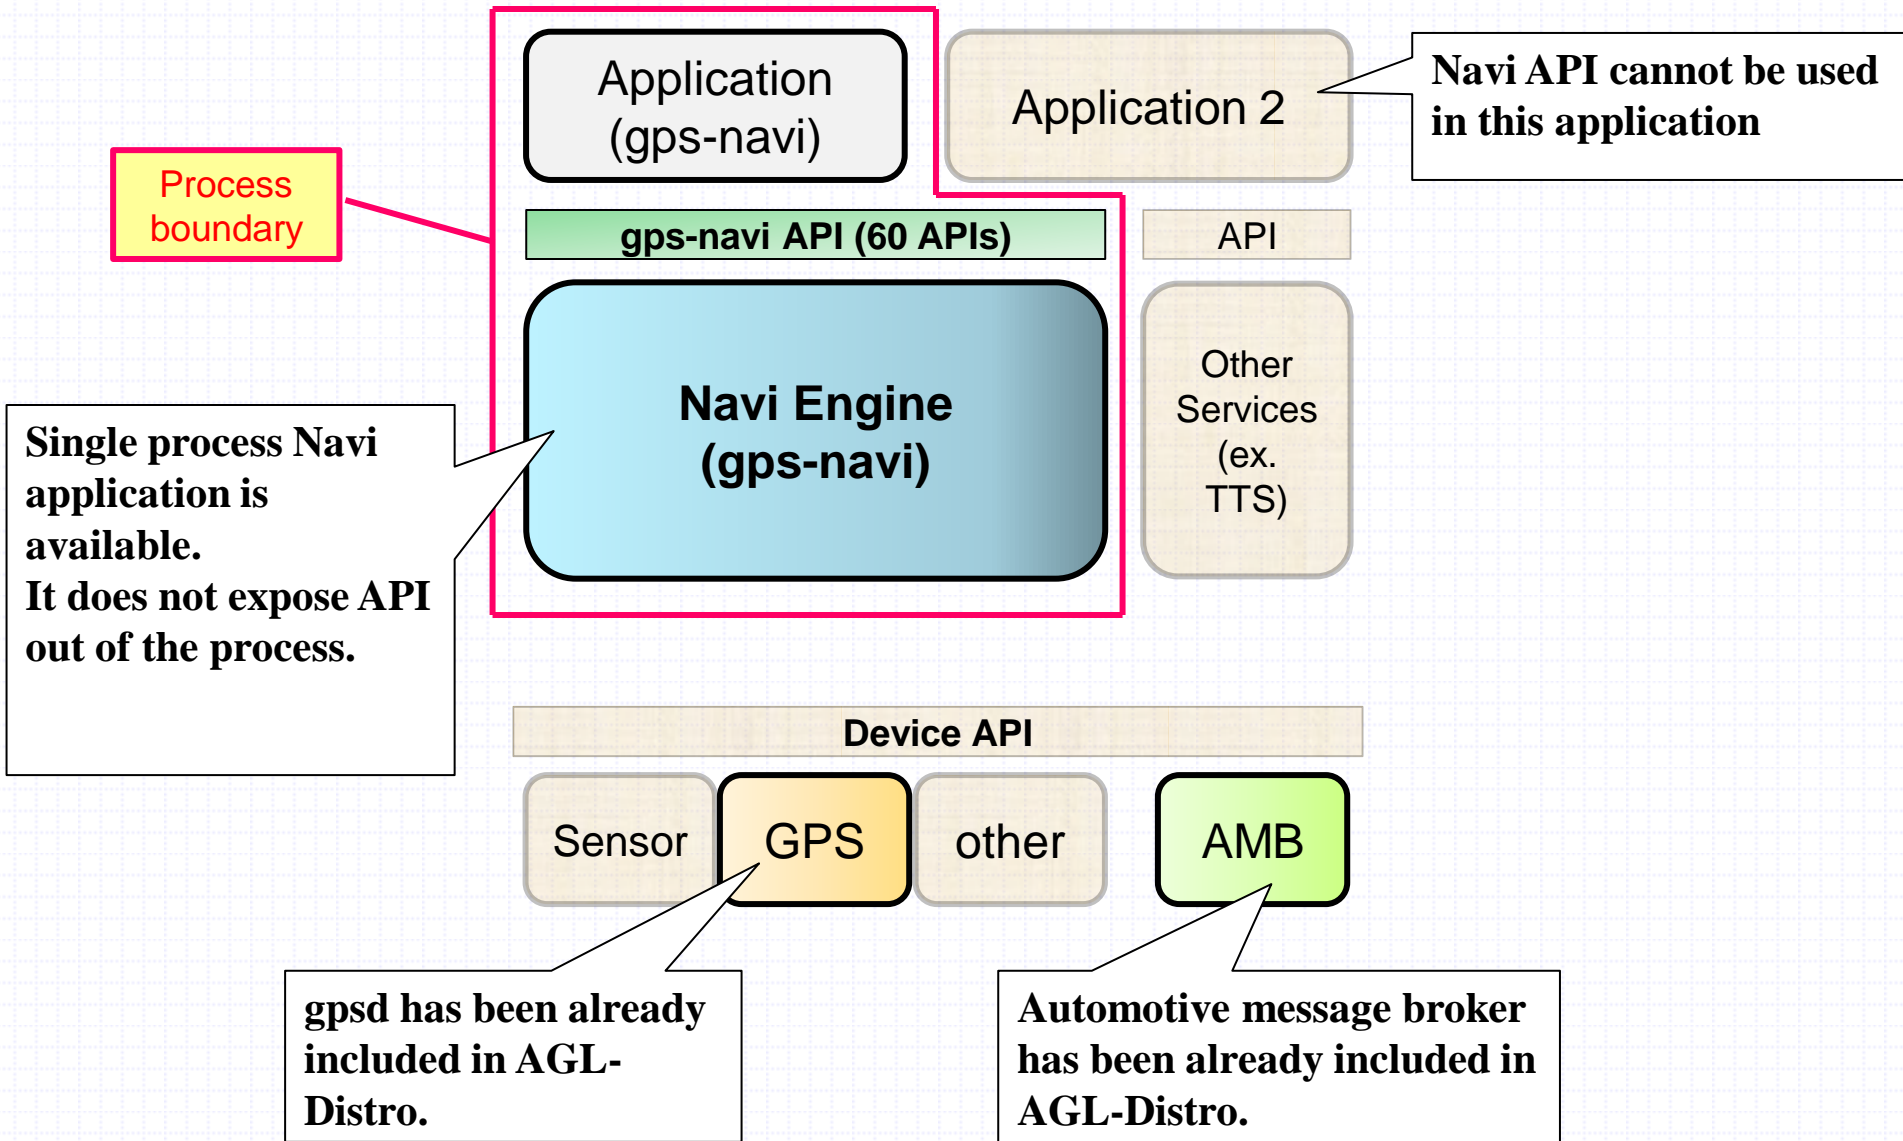 Application
(gps-navi)
Application 2
Navi API cannot be used
in this application
Process
boundary
gps-navi API (60 APIs)
API
Navi Engine
(gps-navi)
Other
Services
(ex.
TTS)
Single process Navi
application is
available.
It does not expose API
out of the process.
Device API
Sensor
GPS
other
AMB
gpsd has been already
included in AGL-
Distro.
Automotive message broker
has been already included in
AGL-Distro.